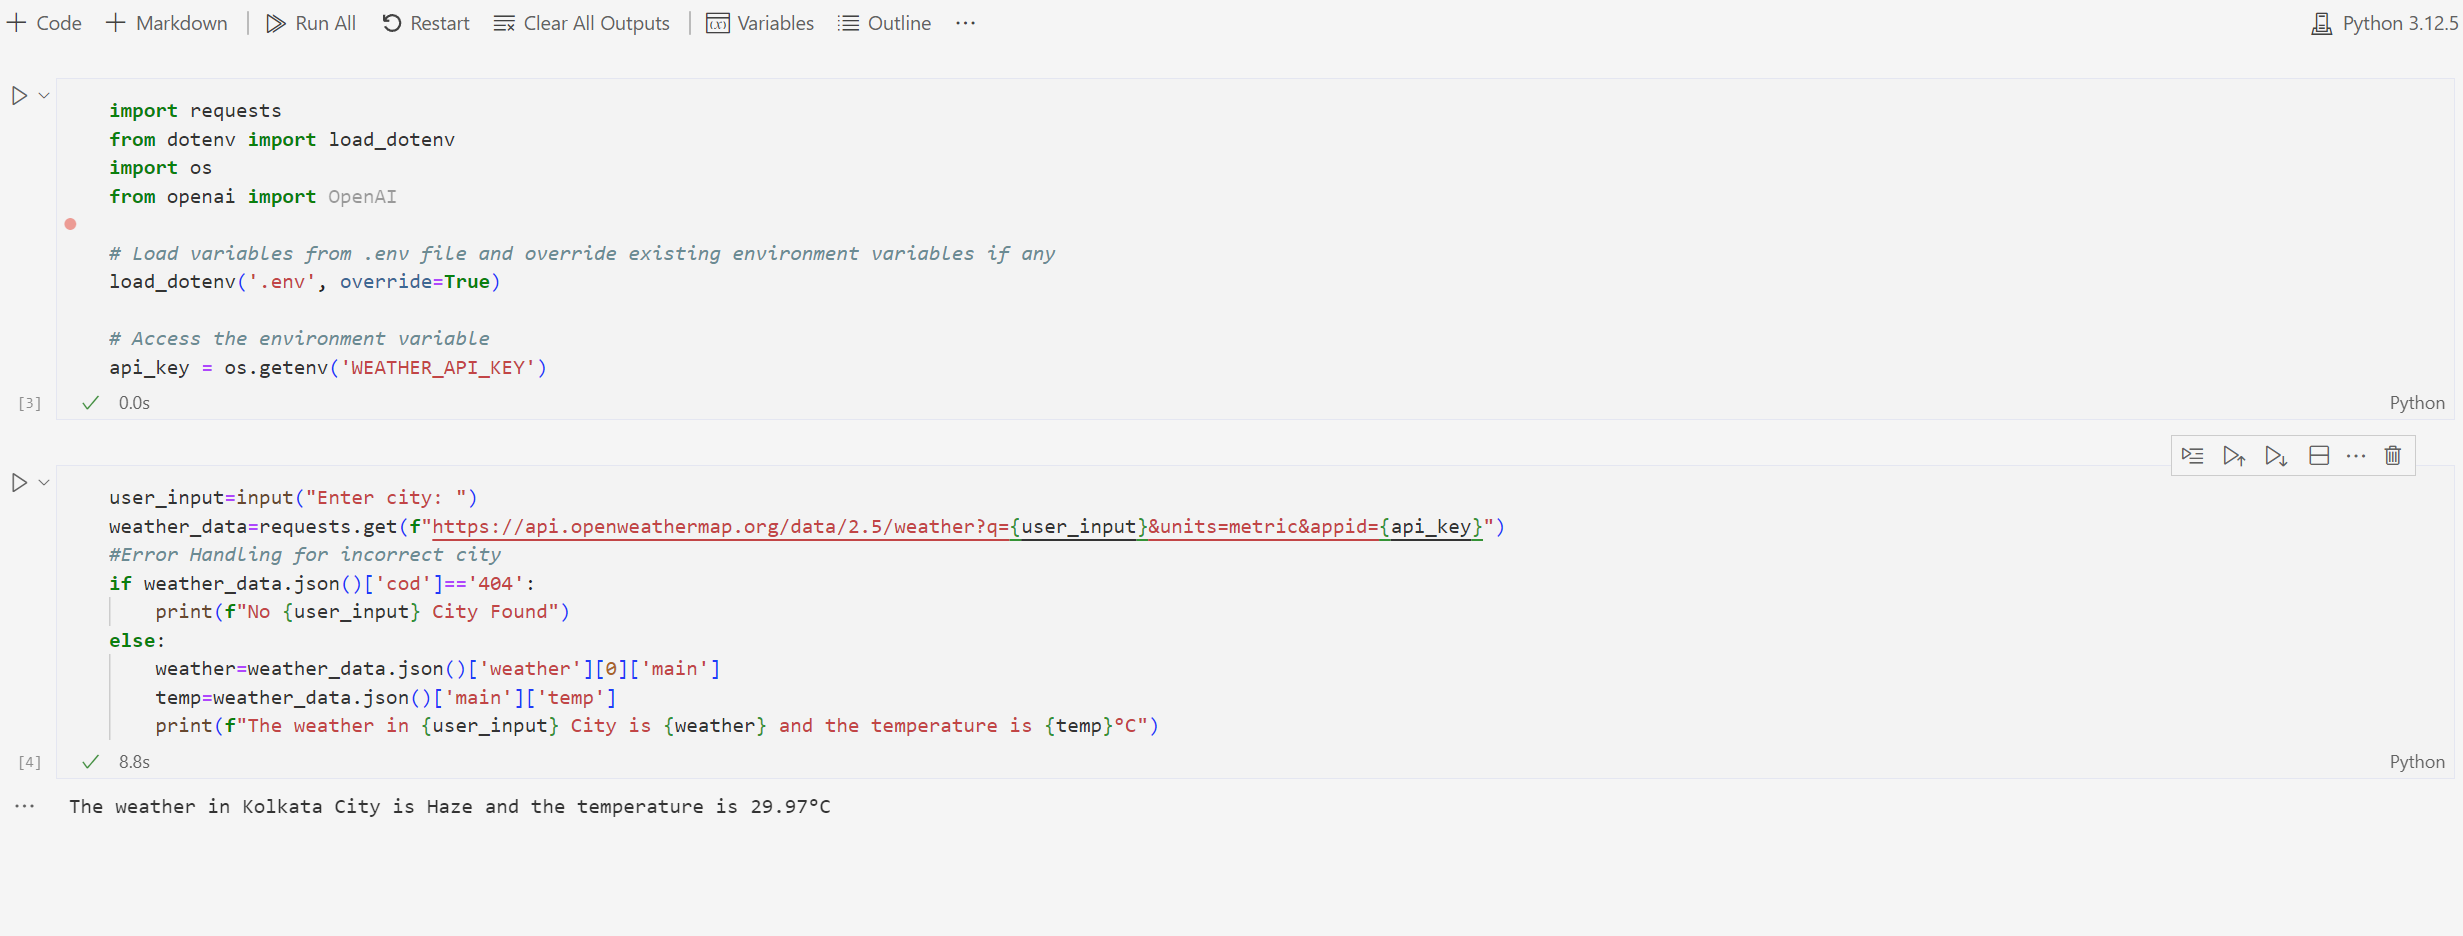 Code Markdown Run All Restart Clear All Outputs (x) Variables Outline ... Python 3.12.5
import requests
from dotenv import load_dotenv
import os
from openai import OpenAI
# Load variables from .env file and override existing environment variables if any
load_dotenv('.env', override=True)
# Access the environment variable
api_key = os.getenv('WEATHER_API_KEY')
[3] 0.0s Python
user_input=input("Enter city: ")
weather_data=requests.get(f"https://api.openweathermap.org/data/2.5/weather?q={user_input}&units=metric&appid={api_key}")
#Error Handling for incorrect city
if weather_data.json()['cod']=='404':
    print(f"No {user_input} City Found")
else:
    weather=weather_data.json()['weather'][0]['main']
    temp=weather_data.json()['main']['temp']
    print(f"The weather in {user_input} City is {weather} and the temperature is {temp}°C")
[4] 8.8s Python
... The weather in Kolkata City is Haze and the temperature is 29.97°C